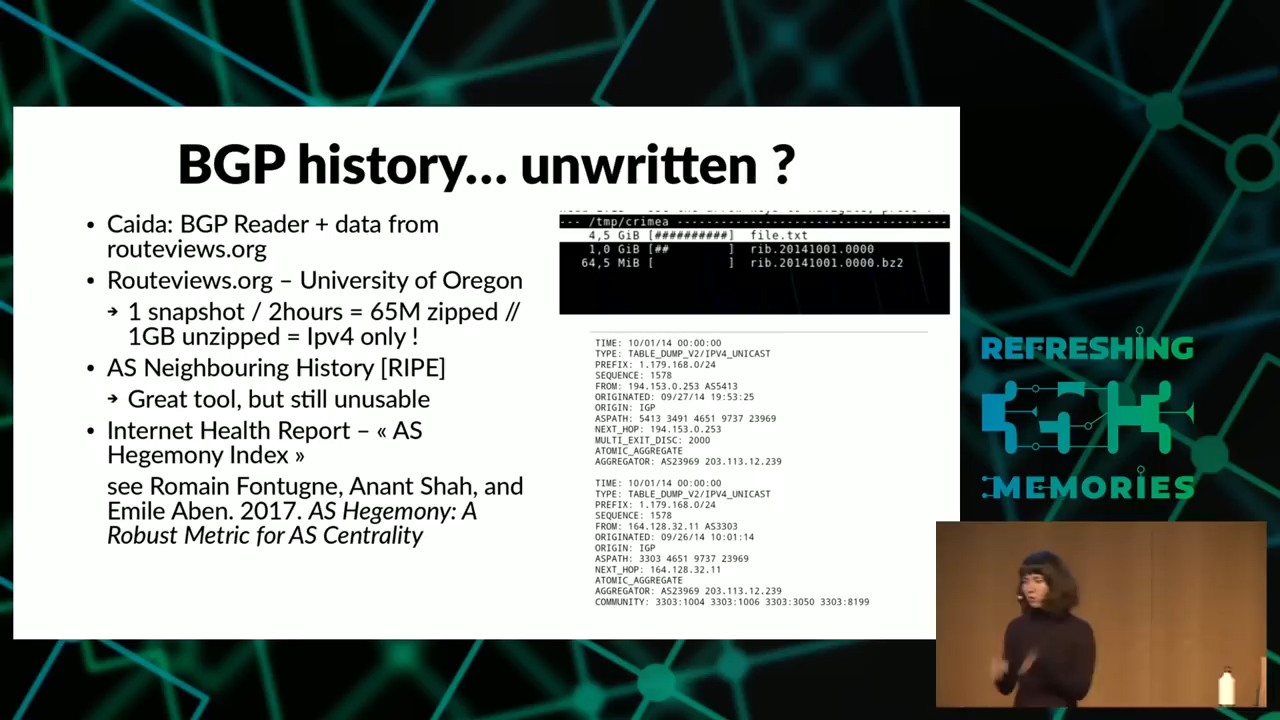 BGP history... unwritten ?
• Caida: BGP Reader + data from
routeviews.org
• Routeviews.org – University of Oregon
➔ 1 snapshot / 2hours = 65M zipped //
1GB unzipped = Ipv4 only !
• AS Neighbouring History [RIPE]
➔ Great tool, but still unusable
• Internet Health Report – « AS
Hegemony Index »
see Romain Fontugne, Anant Shah, and
Emile Aben. 2017. AS Hegemony: A
Robust Metric for AS Centrality
--- /tmp/crimea ---
4,5 GiB [##########] file.txt
1,0 GiB [## ] rib.20141001.0000
64,5 MiB [ ] rib.20141001.0000.bz2
TIME: 10/01/14 00:00:00
TYPE: TABLE_DUMP_V2/IPV4_UNICAST
PREFIX: 1.179.168.0/24
SEQUENCE: 1578
FROM: 194.153.0.253 AS5413
ORIGINATED: 09/27/14 19:53:25
ORIGIN: IGP
ASPATH: 5413 3491 4651 9737 23969
NEXT_HOP: 194.153.0.253
MULTI_EXIT_DISC: 2000
ATOMIC_AGGREGATE
AGGREGATOR: AS23969 203.113.12.239
TIME: 10/01/14 00:00:00
TYPE: TABLE_DUMP_V2/IPV4_UNICAST
PREFIX: 1.179.168.0/24
SEQUENCE: 1578
FROM: 164.128.32.11 AS3303
ORIGINATED: 09/26/14 10:01:14
ORIGIN: IGP
ASPATH: 3303 4651 9737 23969
NEXT_HOP: 164.128.32.11
ATOMIC_AGGREGATE
AGGREGATOR: AS23969 203.113.12.239
COMMUNITY: 3303:1004 3303:1006 3303:3050 3303:8199
REFRESHING
MEMORIES